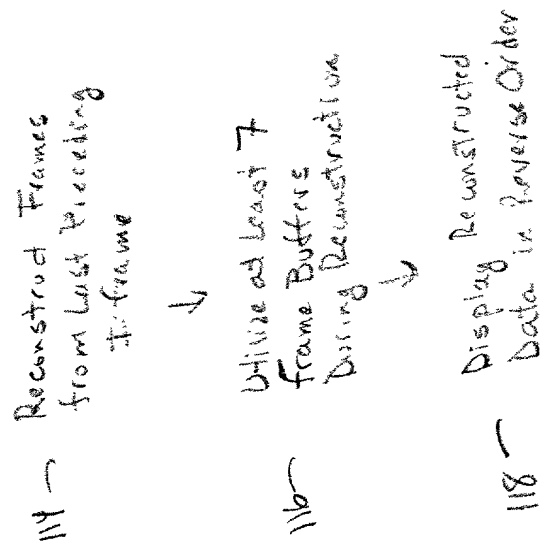 114 Reconstruct Frames
from Last Preceding
I-frame
↓
116 Utilize at Least 7
Frame Buffers
During Reconstruction
↓
118 Display Reconstructed
Data in Reverse Order